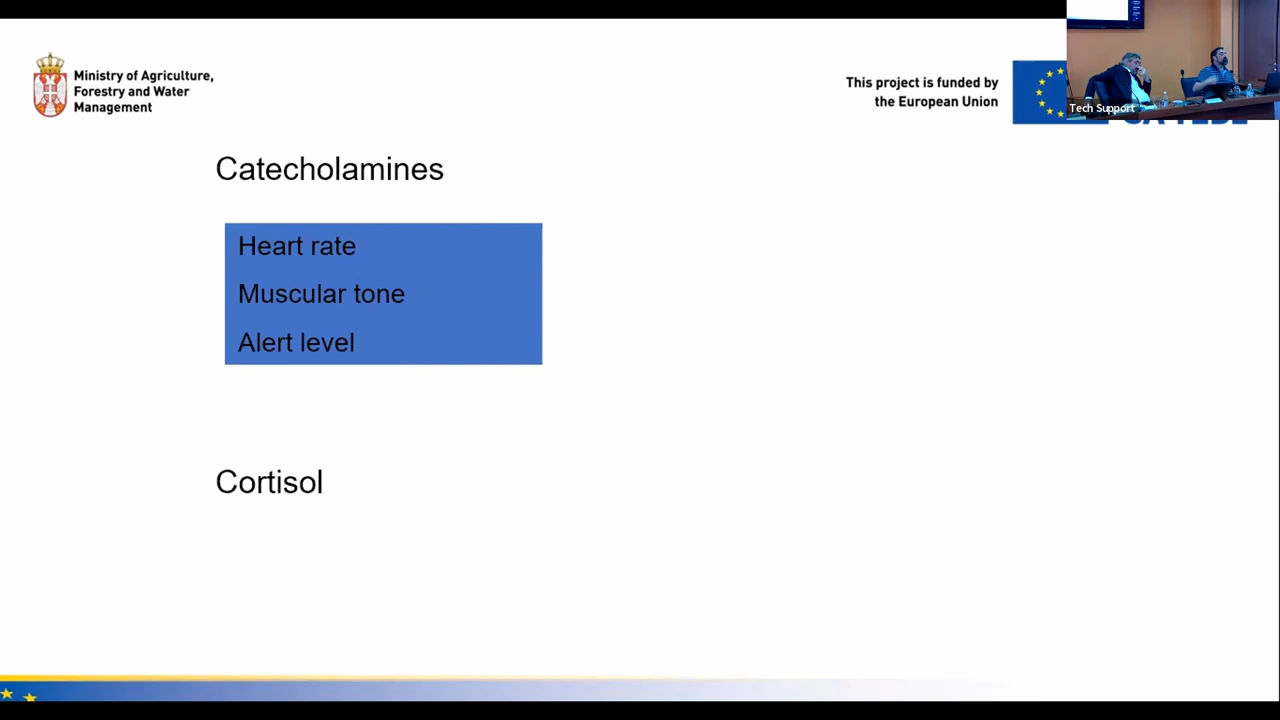 Ministry of Agriculture,
Forestry and Water
Management
This project is funded by
the European Union
Tech Support
Catecholamines
Heart rate
Muscular tone
Alert level
Cortisol